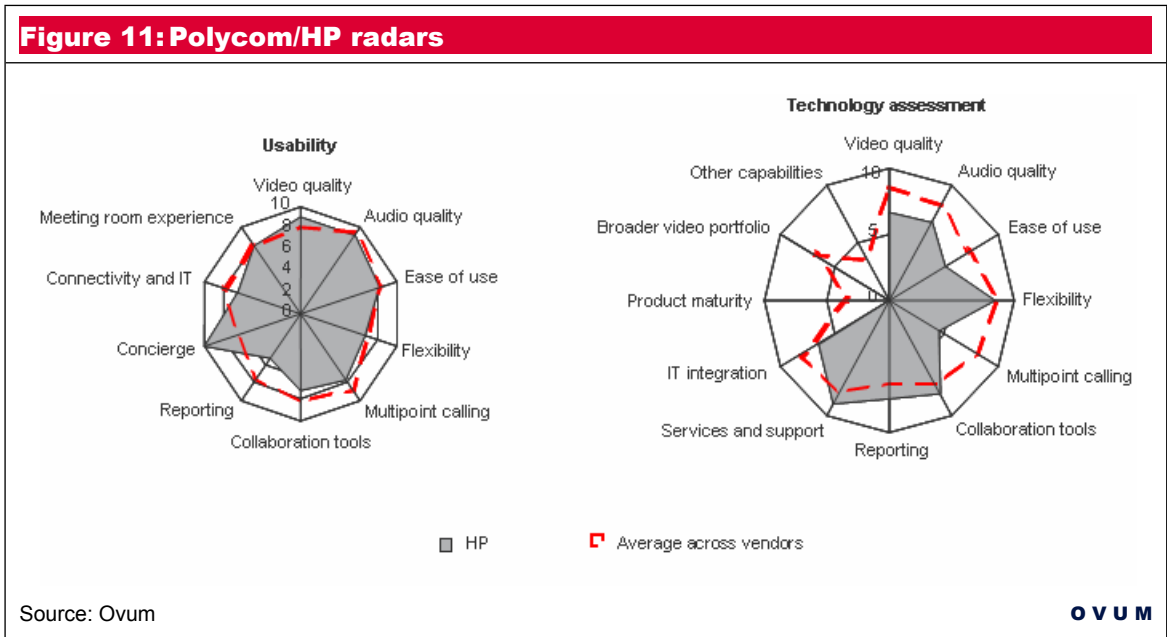 Figure 11: Polycom/HP radars
Usability
Video quality
Audio quality
Ease of use
Flexibility
Multipoint calling
Collaboration tools
Reporting
Concierge
Connectivity and IT
Meeting room experience
10
8
6
4
2
0
Technology assessment
Video quality
Audio quality
Ease of use
Flexibility
Multipoint calling
Collaboration tools
Reporting
Services and support
IT integration
Product maturity
Broader video portfolio
Other capabilities
10
5
0
HP
Average across vendors
Source: Ovum
OVUM